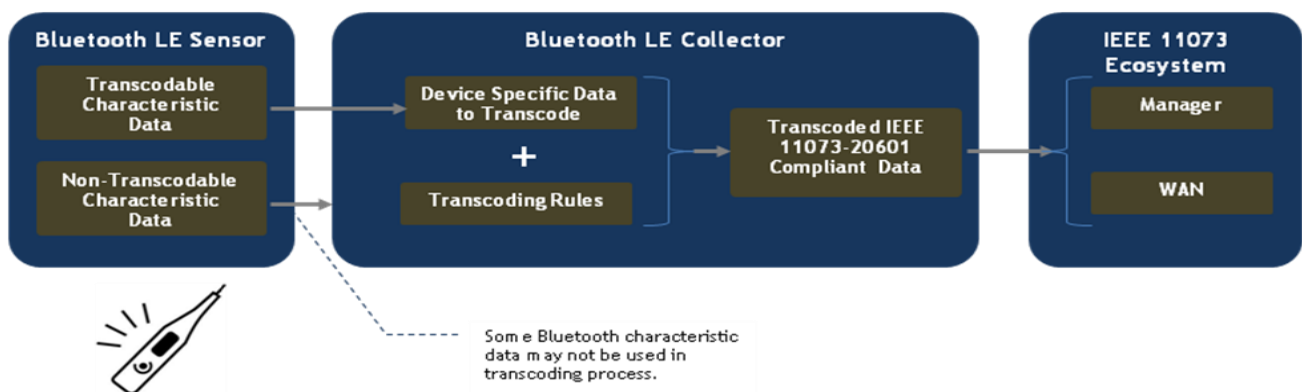 Bluetooth LE Sensor
Transcodable
Characteristic
Data
Non-Transcodable
Characteristic
Data
Bluetooth LE Collector
Device Specific Data
to Transcode
+
Transcoding Rules
Transcoded IEEE
11073-20601
Compliant Data
IEEE 11073
Ecosystem
Manager
WAN
Some Bluetooth characteristic
data may not be used in
transcoding process.